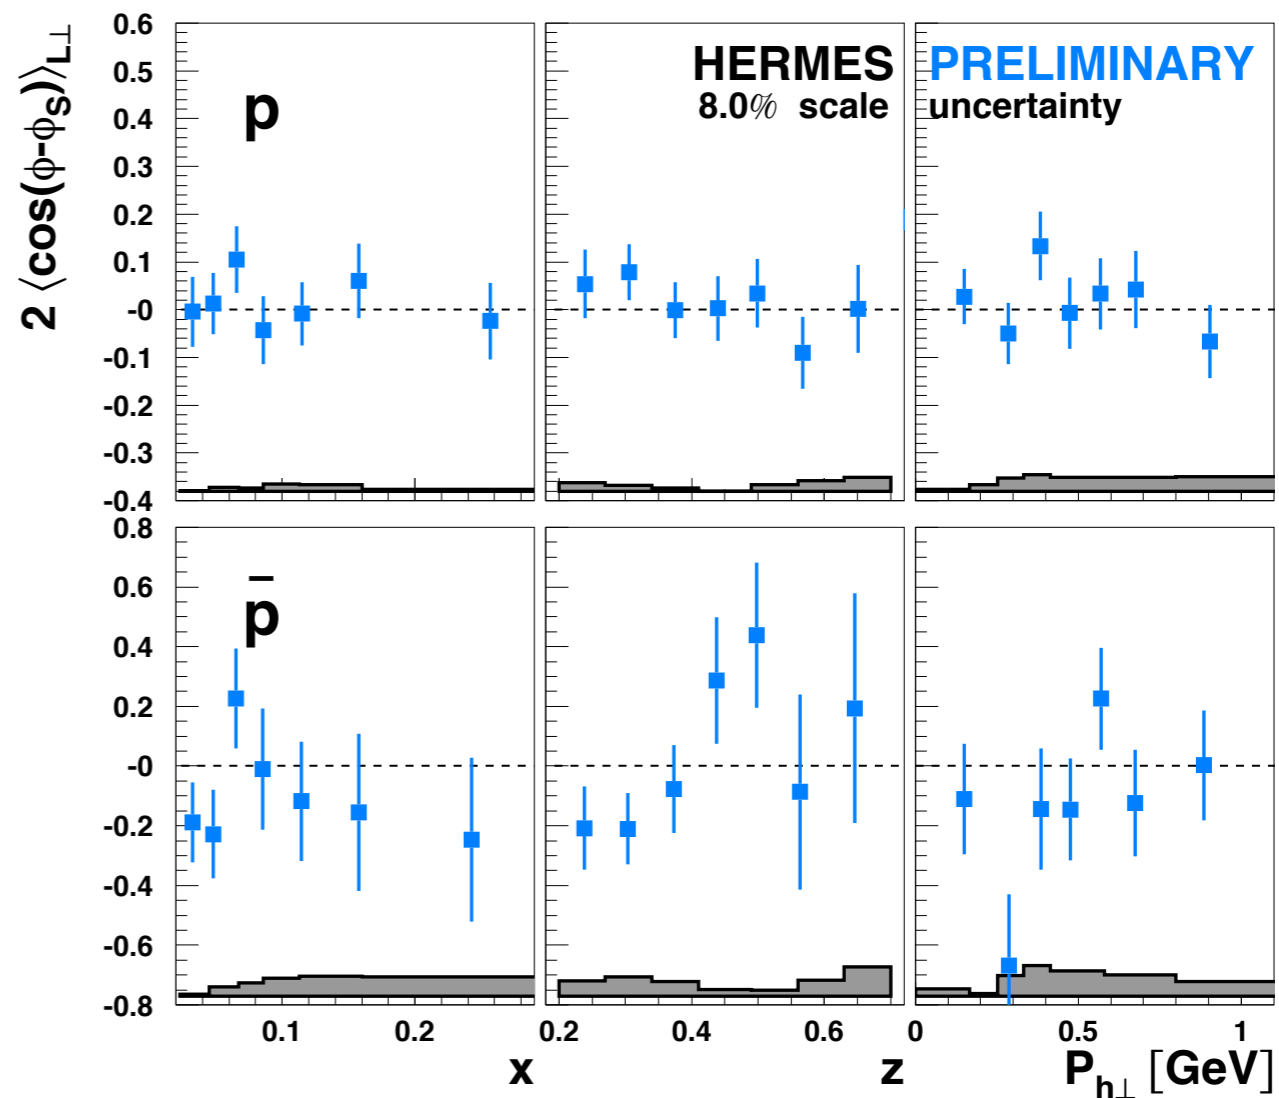 2 ⟨cos(ϕ-ϕS)⟩L⊥
0.6
0.5
0.4
0.3
0.2
0.1
-0
-0.1
-0.2
-0.3
-0.4
p
HERMES PRELIMINARY
8.0% scale uncertainty
0.8
0.6
0.4
0.2
-0
-0.2
-0.4
-0.6
-0.8
p̄
0.1 0.2 0.2 0.4 0.6 0 0.5 1
x z Ph⊥ [GeV]